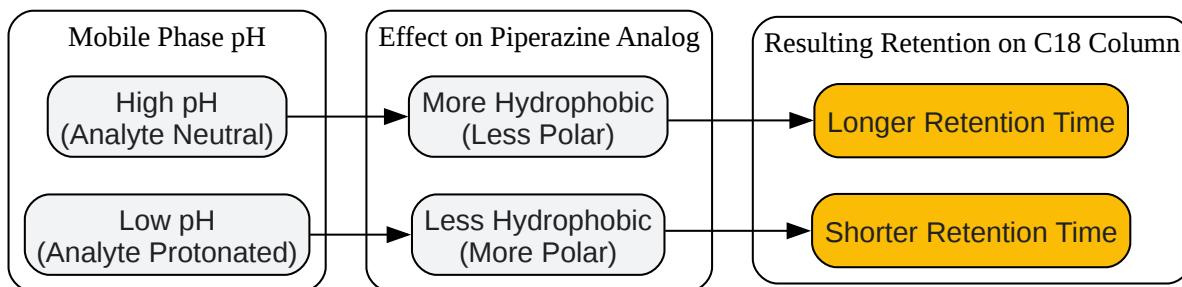 Mobile Phase pH
High pH
(Analyte Neutral)
Low pH
(Analyte Protonated)
Effect on Piperazine Analog
More Hydrophobic
(Less Polar)
Less Hydrophobic
(More Polar)
Resulting Retention on C18 Column
Longer Retention Time
Shorter Retention Time